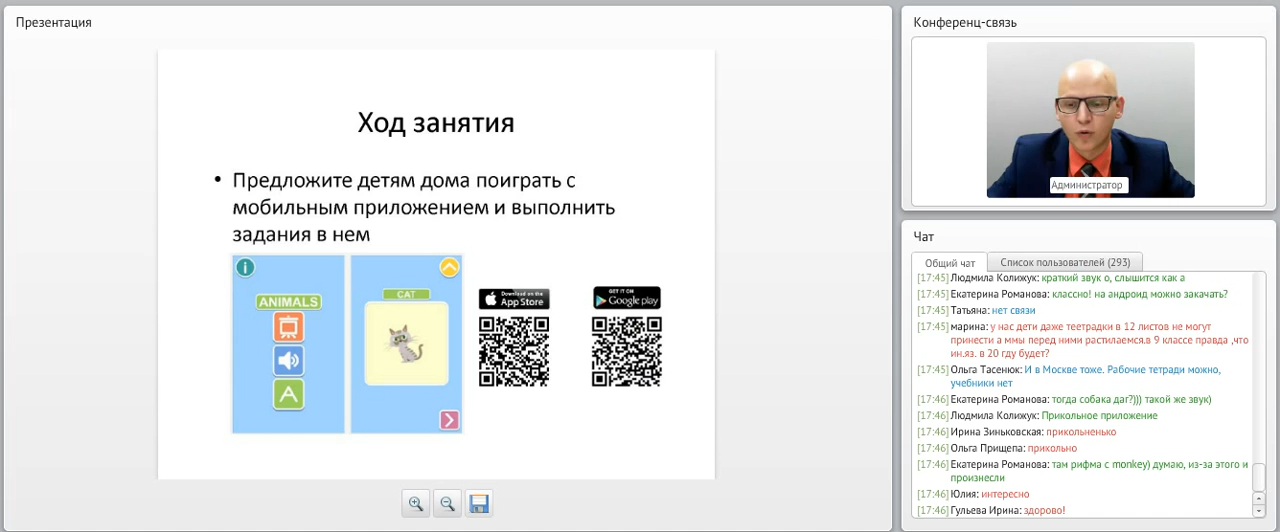 Презентация
Ход занятия
• Предложите детям дома поиграть с
мобильным приложением и выполнить
задания в нем
ANIMALS
A
CAT
Download on the
App Store
GET IT ON
Google play
Конференц-связь
Администратор
Чат
Общий чат
Список пользователей (293)
[17:45] Людмила Колижук: краткий звук о, слышится как а
[17:45] Екатерина Романова: классно! на андроид можно закачать?
[17:45] Татьяна: нет связи
[17:45] марина: у нас дети даже теетрадки в 12 листов не могут
принести а ммы перед ними растилаемся.в 9 классе правда ,что
ин.яз. в 20 гду будет?
[17:45] Ольга Тасенюк: И в Москве тоже. Рабочие тетради можно,
учебники нет
[17:46] Екатерина Романова: тогда собака даг?))) такой же звук)
[17:46] Людмила Колижук: Прикольное приложение
[17:46] Ирина Зиньковская: прикольненько
[17:46] Ольга Прищепа: прикольно
[17:46] Екатерина Романова: там рифма с monkey) думаю, из-за этого и
произнесли
[17:46] Юлия: интересно
[17:46] Гульева Ирина: здорово!